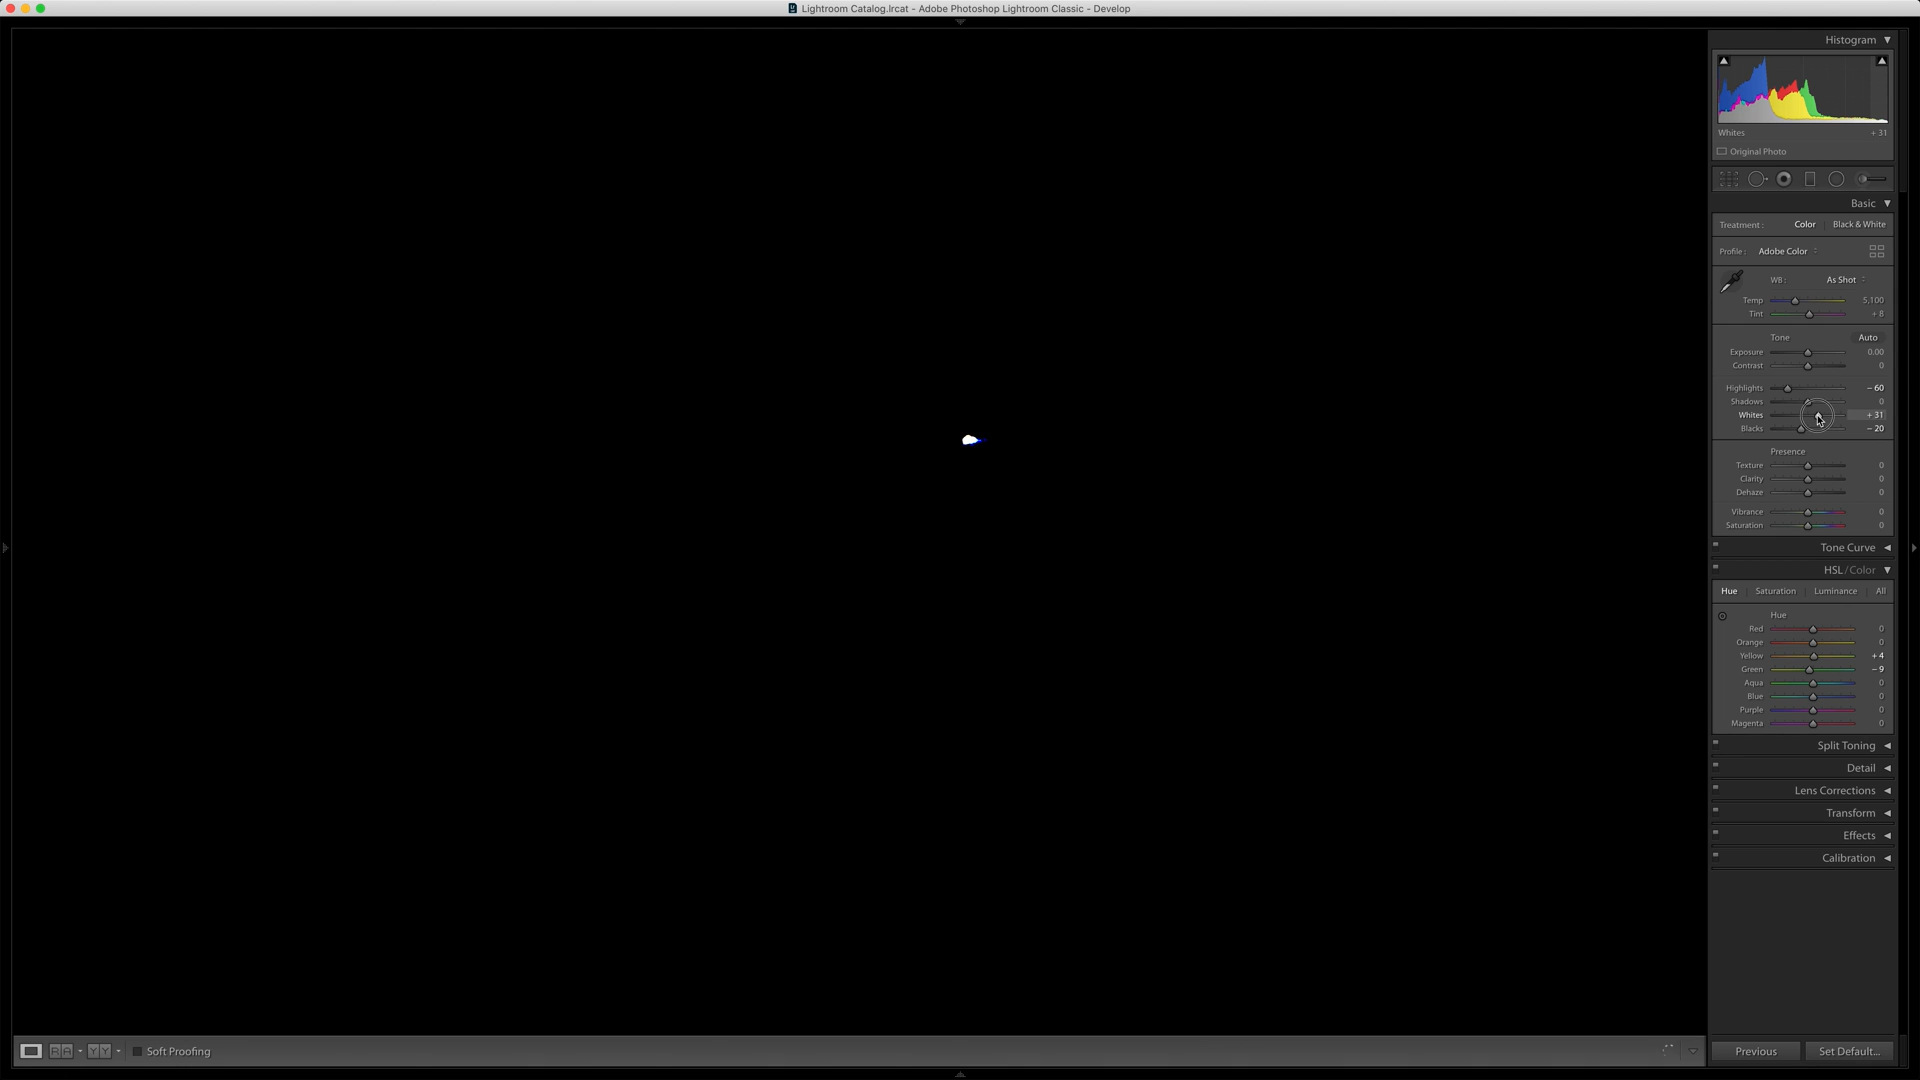 Lightroom Catalog.lrcat - Adobe Photoshop Lightroom Classic - Develop
Histogram
Whites + 31
Original Photo
Basic
Treatment : Color Black & White
Profile : Adobe Color
WB : As Shot
Temp 5,100
Tint + 8
Tone Auto
Exposure 0.00
Contrast 0
Highlights − 60
Shadows 0
Whites + 31
Blacks − 20
Presence
Texture 0
Clarity 0
Dehaze 0
Vibrance 0
Saturation 0
Tone Curve
HSL / Color
Hue Saturation Luminance All
Hue
Red 0
Orange 0
Yellow + 4
Green − 9
Aqua 0
Blue 0
Purple 0
Magenta 0
Split Toning
Detail
Lens Corrections
Transform
Effects
Calibration
R A Y Y Soft Proofing
Previous Set Default...